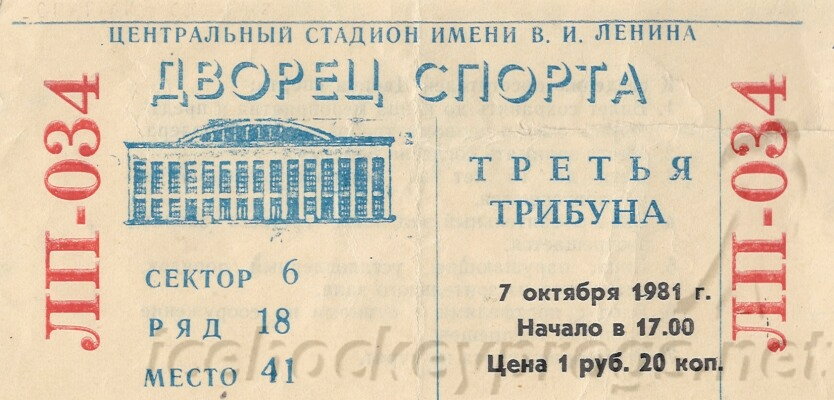 ЦЕНТРАЛЬНЫЙ СТАДИОН ИМЕНИ В. И. ЛЕНИНА
ДВОРЕЦ СПОРТА
ЛП-034
ТРЕТЬЯ
ТРИБУНА
СЕКТОР 6
РЯД 18
МЕСТО 41
7 октября 1981 г.
Начало в 17.00
Цена 1 руб. 20 коп.
ЛП-034
icehockeyprogs.net